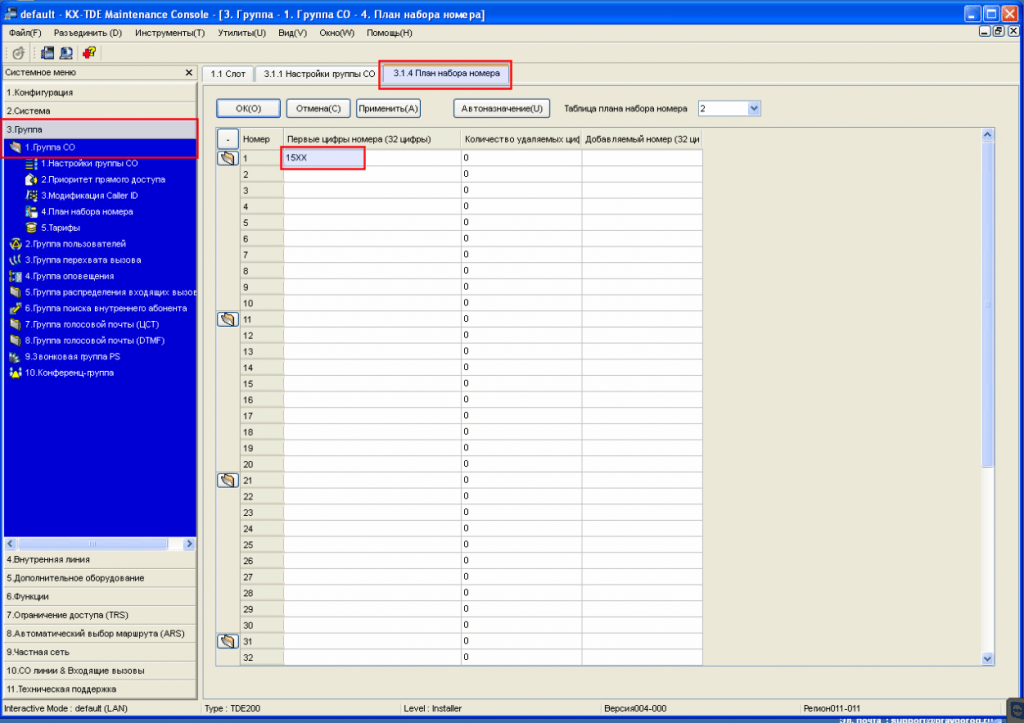 default - KX-TDE Maintenance Console - [3. Группа - 1. Группа СО - 4. План набора номера]
Файл(F) Разъединить (D) Инструменты(T) Утилиты(U) Вид(V) Окно(W) Помощь(H)
Системное меню
1.Конфигурация
2.Система
3.Группа
1.Группа СО
1.Настройки группы СО
2.Приоритет прямого доступа
3.Модификация Caller ID
4.План набора номера
5.Тарифы
2.Группа пользователей
3.Группа перехвата вызова
4.Группа оповещения
5.Группа распределения входящих вызов
6.Группа поиска внутреннего абонента
7.Группа голосовой почты (ЦСТ)
8.Группа голосовой почты (DTMF)
9.Звонковая группа PS
10.Конференц-группа
4.Внутренняя линия
5.Дополнительное оборудование
6.Функции
7.Ограничение доступа (TRS)
8.Автоматический выбор маршрута (ARS)
9.Частная сеть
10.СО линии & Входящие вызовы
11.Техническая поддержка
1.1 Слот 3.1.1 Настройки группы СО 3.1.4 План набора номера
OK(O) Отмена(C) Применить(A) Автоназначение(U) Таблица плана набора номера 2
- Номер Первые цифры номера (32 цифры) Количество удаляемых циф Добавляемый номер (32 ци
1 15XX 0
2 0
3 0
4 0
5 0
6 0
7 0
8 0
9 0
10 0
11 0
12 0
13 0
14 0
15 0
16 0
17 0
18 0
19 0
20 0
21 0
22 0
23 0
24 0
25 0
26 0
27 0
28 0
29 0
30 0
31 0
32 0
Interactive Mode : default (LAN) Type : TDE200 Level : Installer Версия004-000 Регион011-011